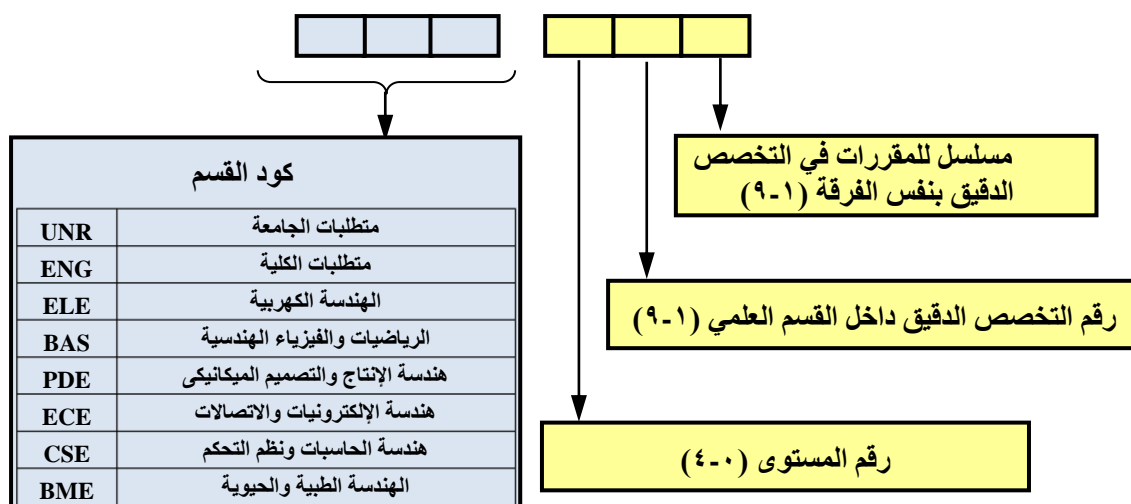 مسلسل للمقررات في التخصص
الدقيق بنفس الفرقة (١-٩)
رقم التخصص الدقيق داخل القسم العلمي (١-٩)
رقم المستوى (٠-٤)
كود القسم
متطلبات الجامعة UNR
متطلبات الكلية ENG
الهندسة الكهربية ELE
الرياضيات والفيزياء الهندسية BAS
هندسة الإنتاج والتصميم الميكانيكى PDE
هندسة الإلكترونيات والاتصالات ECE
هندسة الحاسبات ونظم التحكم CSE
الهندسة الطبية والحيوية BME